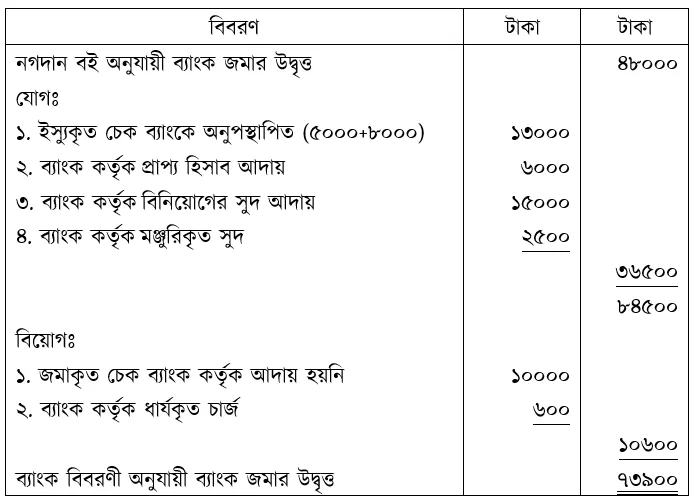 বিবরণ টাকা টাকা
নগদান বই অনুযায়ী ব্যাংক জমার উদ্বৃত্ত ৪৮০০০
যোগঃ
১. ইস্যুকৃত চেক ব্যাংকে অনুপস্থাপিত (৫০০০+৮০০০) ১৩০০০
২. ব্যাংক কর্তৃক প্রাপ্য হিসাব আদায় ৬০০০
৩. ব্যাংক কর্তৃক বিনিয়োগের সুদ আদায় ১৫০০০
৪. ব্যাংক কর্তৃক মঞ্জুরিকৃত সুদ ২৫০০
৩৬৫০০
৮৪৫০০
বিয়োগঃ
১. জমাকৃত চেক ব্যাংক কর্তৃক আদায় হয়নি ১০০০০
২. ব্যাংক কর্তৃক ধার্যকৃত চার্জ ৬০০
১০৬০০
ব্যাংক বিবরণী অনুযায়ী ব্যাংক জমার উদ্বৃত্ত ৭৩৯০০